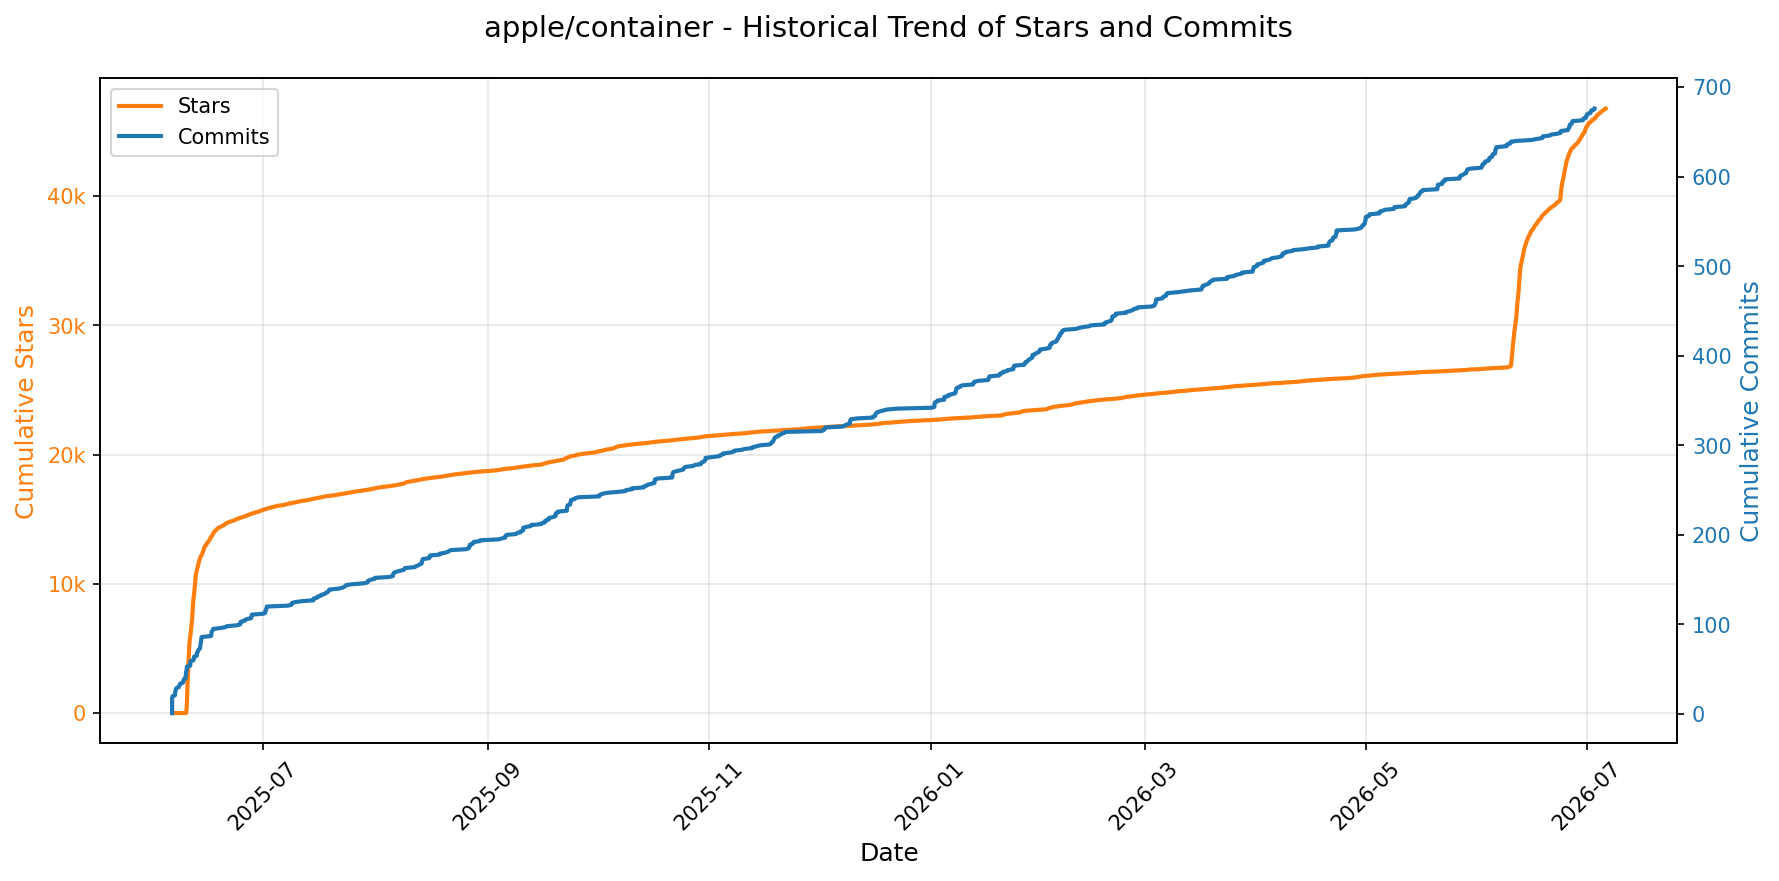 apple/container - Historical Trend of Stars and Commits
Stars
Commits
Cumulative Stars
40k
30k
20k
10k
0
700
600
500
400
300
200
100
0
Cumulative Commits
2025-07
2025-09
2025-11
2026-01
2026-03
2026-05
2026-07
Date